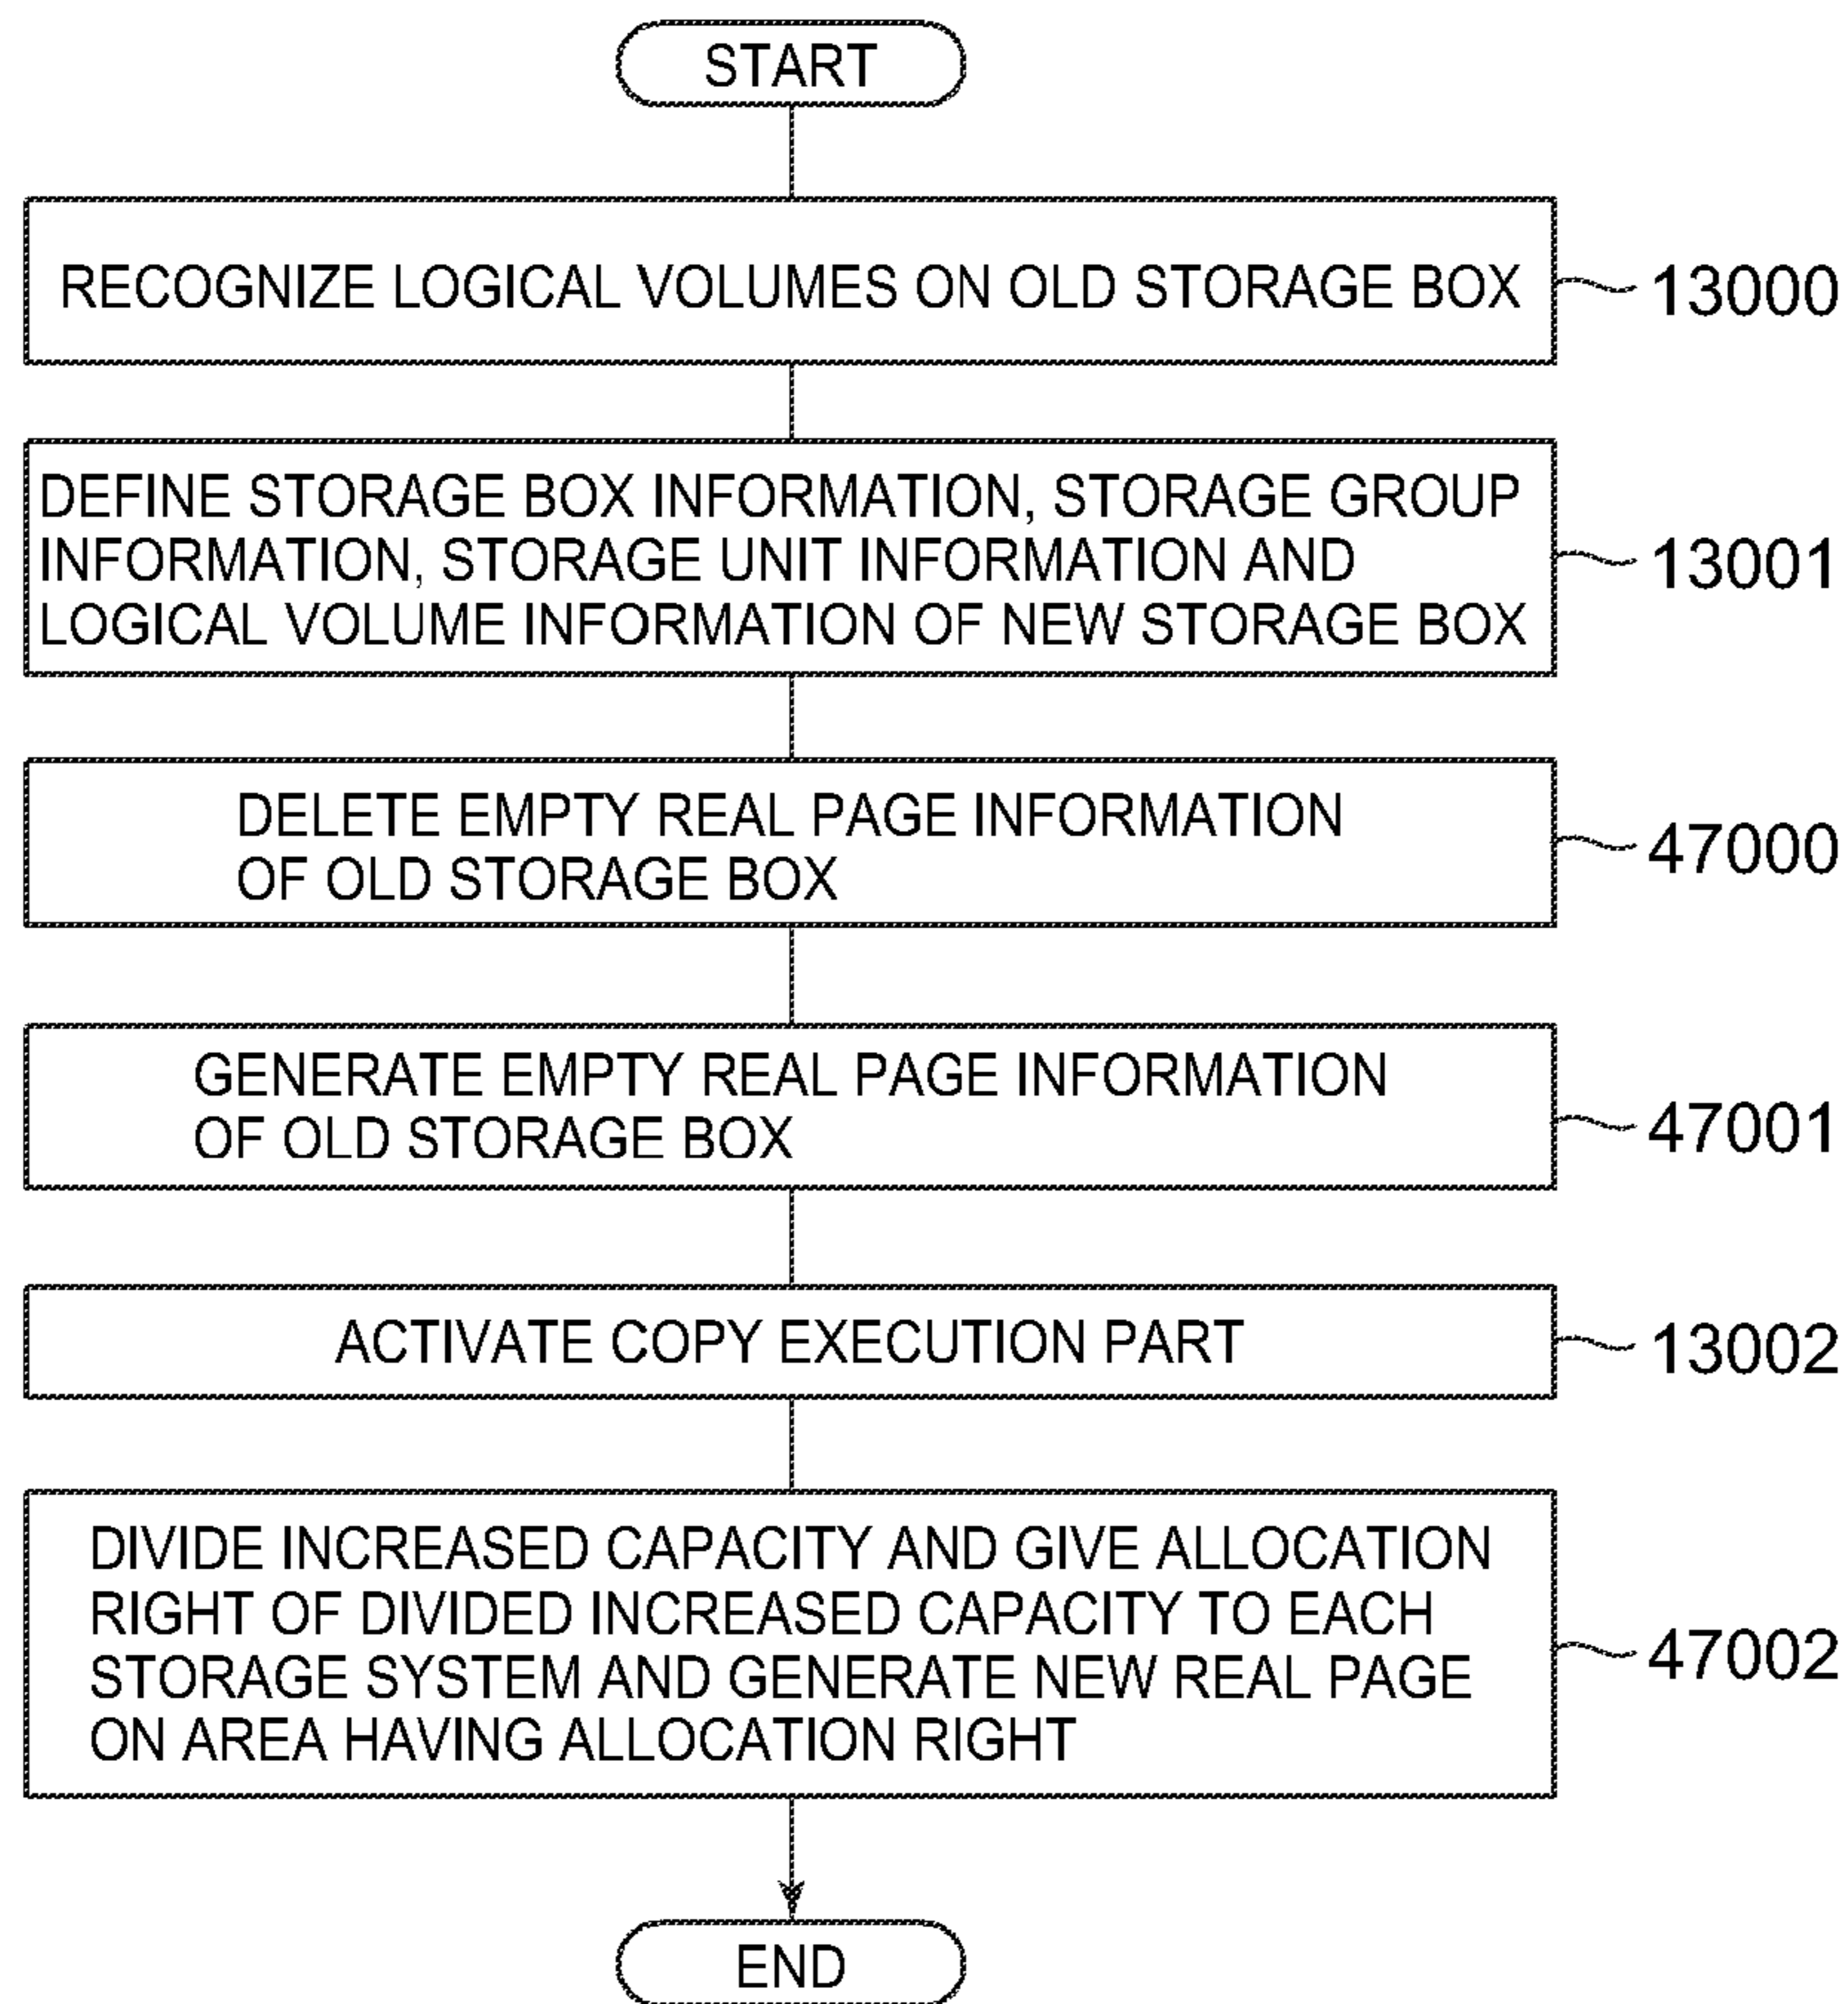 START
RECOGNIZE LOGICAL VOLUMES ON OLD STORAGE BOX
13000
DEFINE STORAGE BOX INFORMATION, STORAGE GROUP
INFORMATION, STORAGE UNIT INFORMATION AND
LOGICAL VOLUME INFORMATION OF NEW STORAGE BOX
13001
DELETE EMPTY REAL PAGE INFORMATION
OF OLD STORAGE BOX
47000
GENERATE EMPTY REAL PAGE INFORMATION
OF OLD STORAGE BOX
47001
ACTIVATE COPY EXECUTION PART
13002
DIVIDE INCREASED CAPACITY AND GIVE ALLOCATION
RIGHT OF DIVIDED INCREASED CAPACITY TO EACH
STORAGE SYSTEM AND GENERATE NEW REAL PAGE
ON AREA HAVING ALLOCATION RIGHT
47002
END